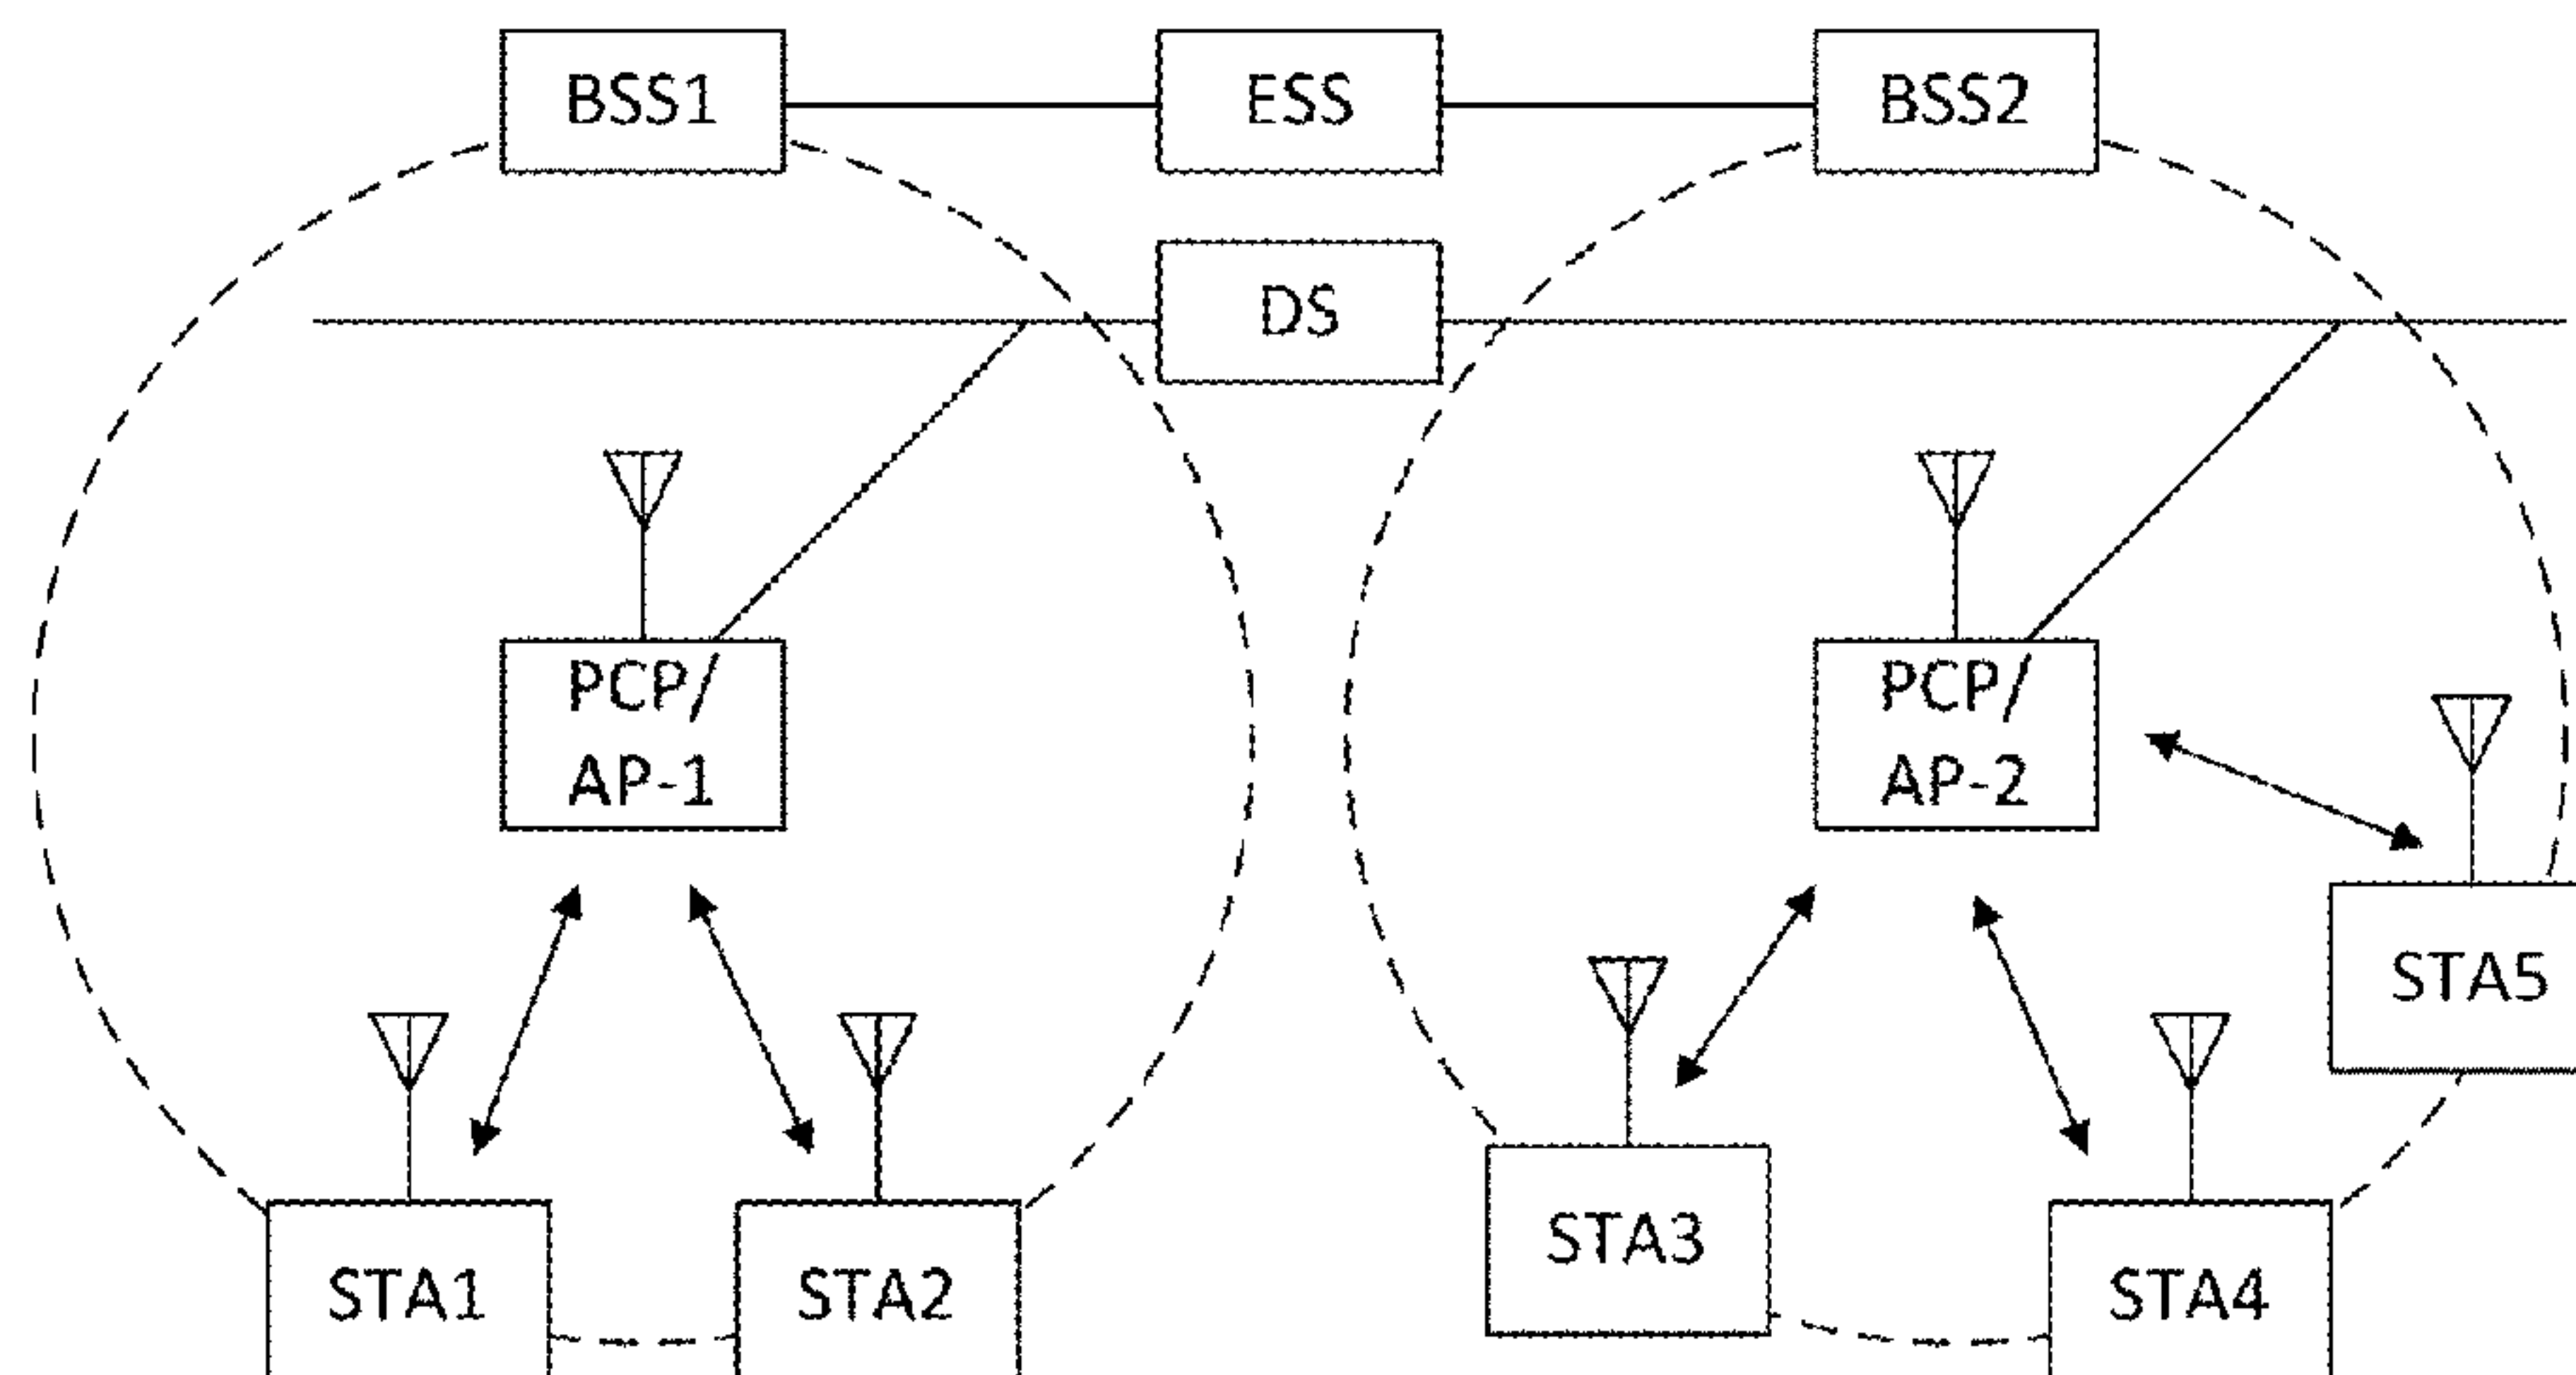 BSS1
ESS
BSS2
DS
PCP/
AP-1
PCP/
AP-2
STA5
STA3
STA1
STA2
STA4